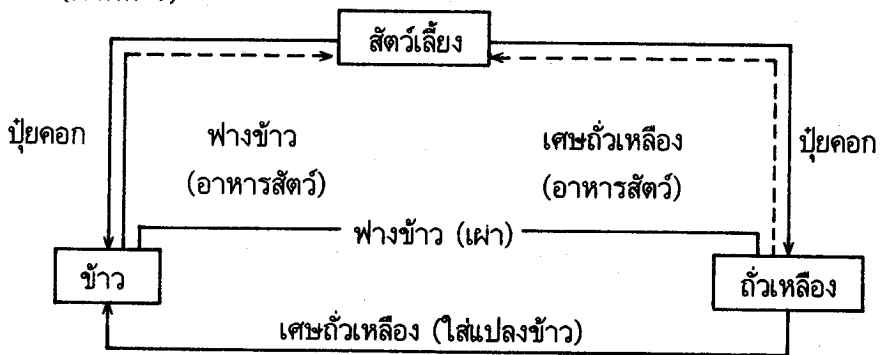 สัตว์เลี้ยง
ปุ๋ยคอก
ฟางข้าว
(อาหารสัตว์)
เศษถั่วเหลือง
(อาหารสัตว์)
ปุ๋ยคอก
ฟางข้าว (เผา)
ข้าว
ถั่วเหลือง
เศษถั่วเหลือง (ใส่แปลงข้าว)